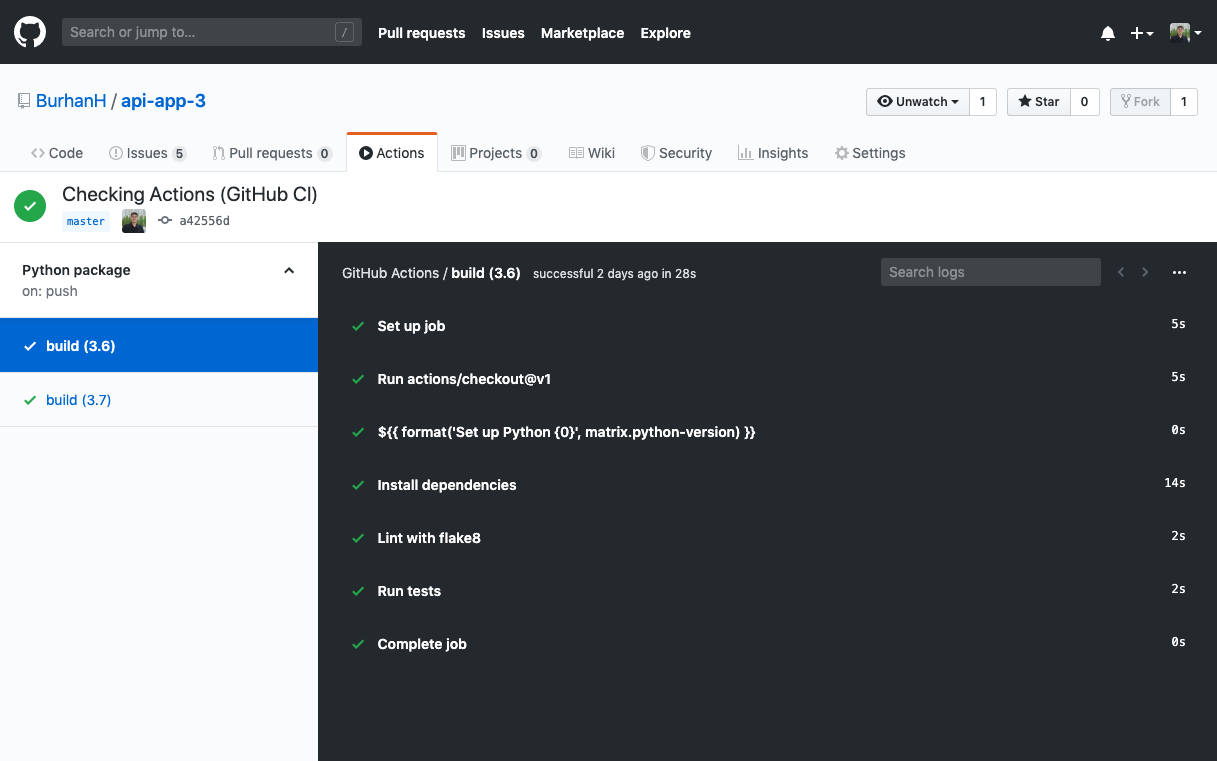 Search or jump to... / Pull requests Issues Marketplace Explore
BurhanH / api-app-3 Unwatch 1 Star 0 Fork 1
Code Issues 5 Pull requests 0 Actions Projects 0 Wiki Security Insights Settings
Checking Actions (GitHub CI)
master a42556d
Python package
on: push
build (3.6)
build (3.7)
GitHub Actions / build (3.6) successful 2 days ago in 28s Search logs
Set up job 5s
Run actions/checkout@v1 5s
${{ format('Set up Python {0}', matrix.python-version) }} 0s
Install dependencies 14s
Lint with flake8 2s
Run tests 2s
Complete job 0s